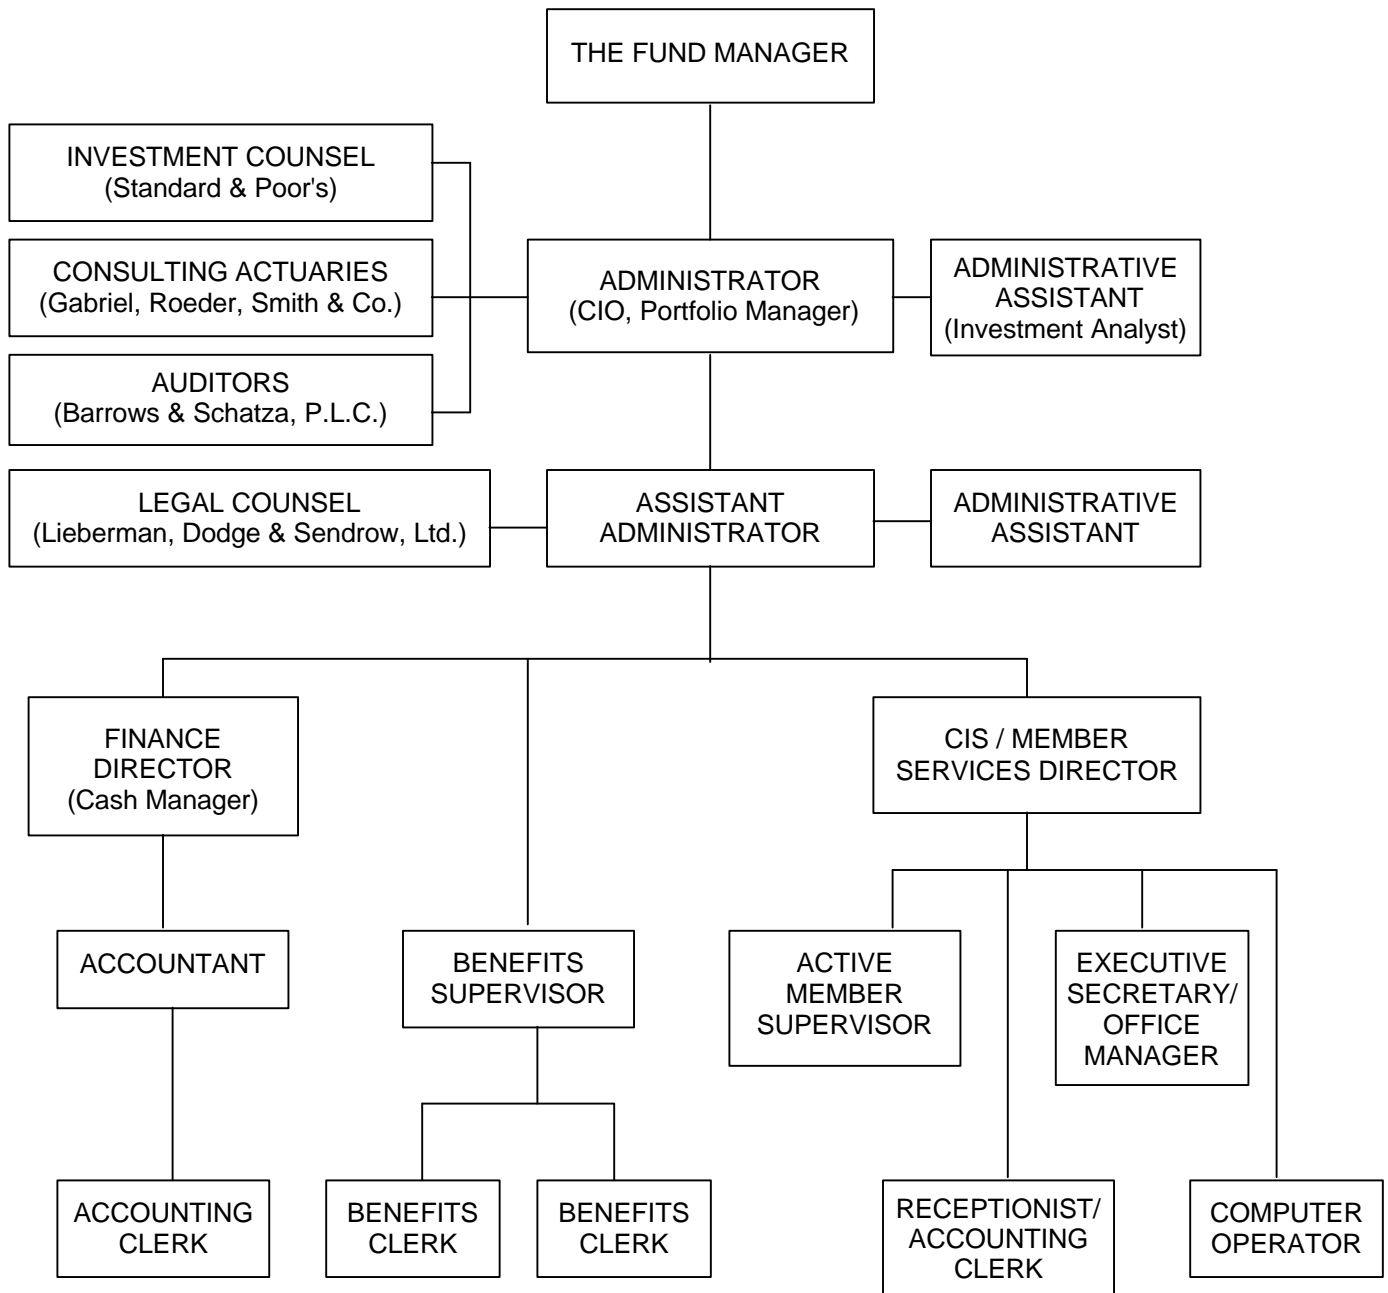 THE FUND MANAGER
INVESTMENT COUNSEL
(Standard & Poor's)
CONSULTING ACTUARIES
(Gabriel, Roeder, Smith & Co.)
ADMINISTRATOR
(CIO, Portfolio Manager)
ADMINISTRATIVE
ASSISTANT
(Investment Analyst)
AUDITORS
(Barrows & Schatza, P.L.C.)
LEGAL COUNSEL
(Lieberman, Dodge & Sendrow, Ltd.)
ASSISTANT
ADMINISTRATOR
ADMINISTRATIVE
ASSISTANT
FINANCE
DIRECTOR
(Cash Manager)
CIS / MEMBER
SERVICES DIRECTOR
ACCOUNTANT
BENEFITS
SUPERVISOR
ACTIVE
MEMBER
SUPERVISOR
EXECUTIVE
SECRETARY/
OFFICE
MANAGER
ACCOUNTING
CLERK
BENEFITS
CLERK
BENEFITS
CLERK
RECEPTIONIST/
ACCOUNTING
CLERK
COMPUTER
OPERATOR